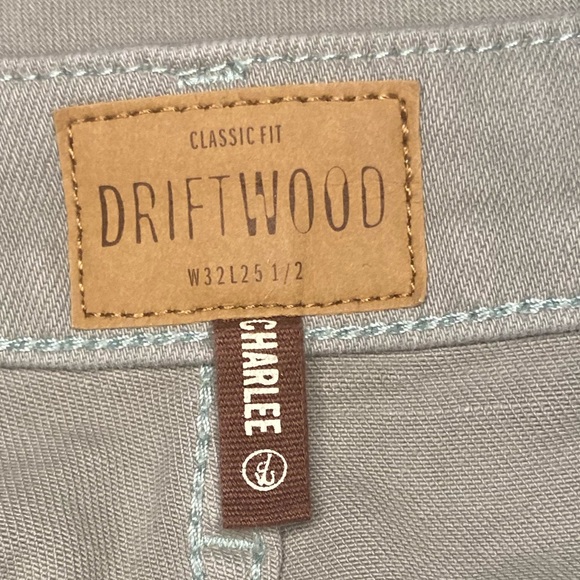 CLASSIC FIT
DRIFTWOOD
W32L25 1/2
CHARLEE